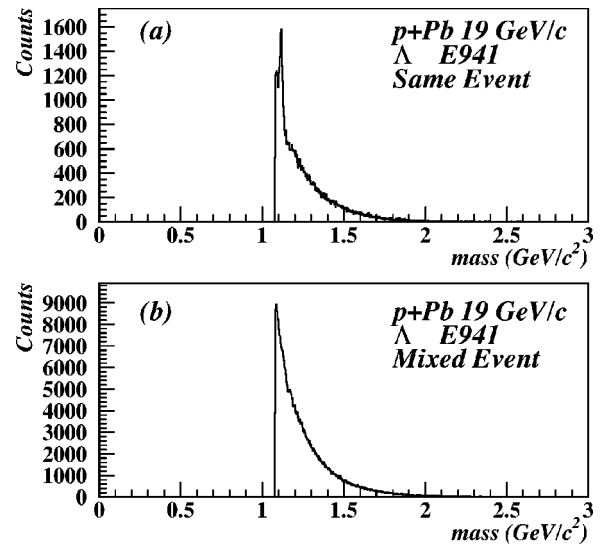 Counts
1600
1400
1200
1000
800
600
400
200
0
(a)
p+Pb 19 GeV/c
Λ E941
Same Event
0 0.5 1 1.5 2 2.5 3
mass (GeV/c²)
Counts
9000
8000
7000
6000
5000
4000
3000
2000
1000
0
(b)
p+Pb 19 GeV/c
Λ E941
Mixed Event
0 0.5 1 1.5 2 2.5 3
mass (GeV/c²)